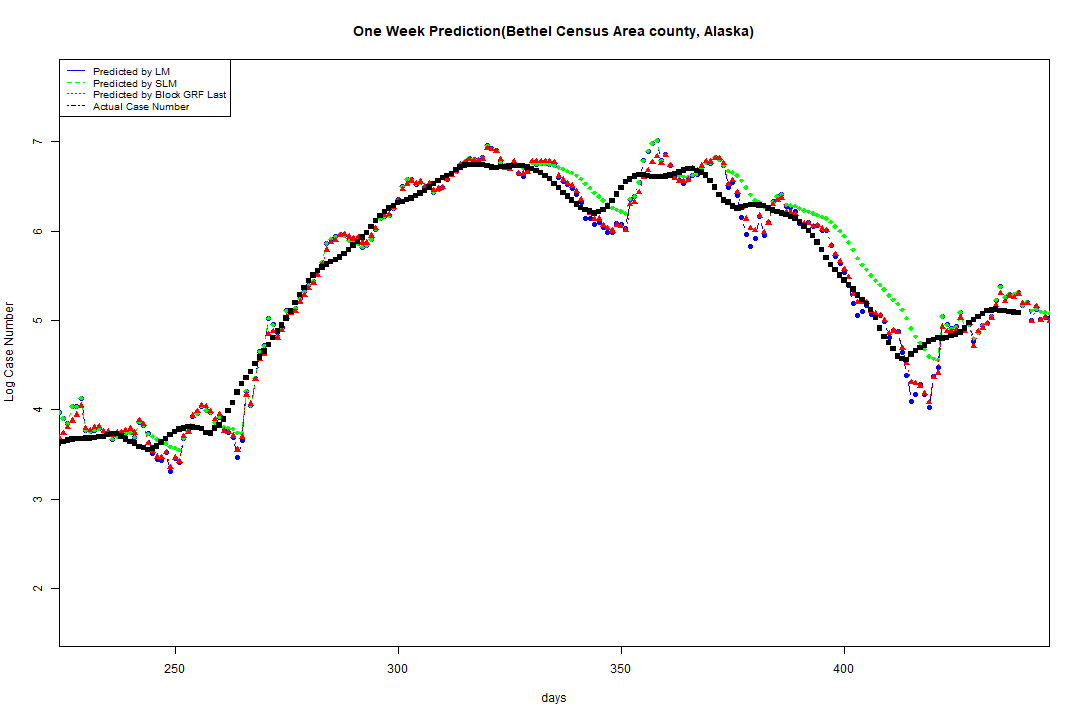 One Week Prediction(Bethel Census Area county, Alaska)
Predicted by LM
Predicted by SLM
Predicted by Block GRF Last
Actual Case Number
7
6
5
4
3
2
Log Case Number
250 300 350 400
days